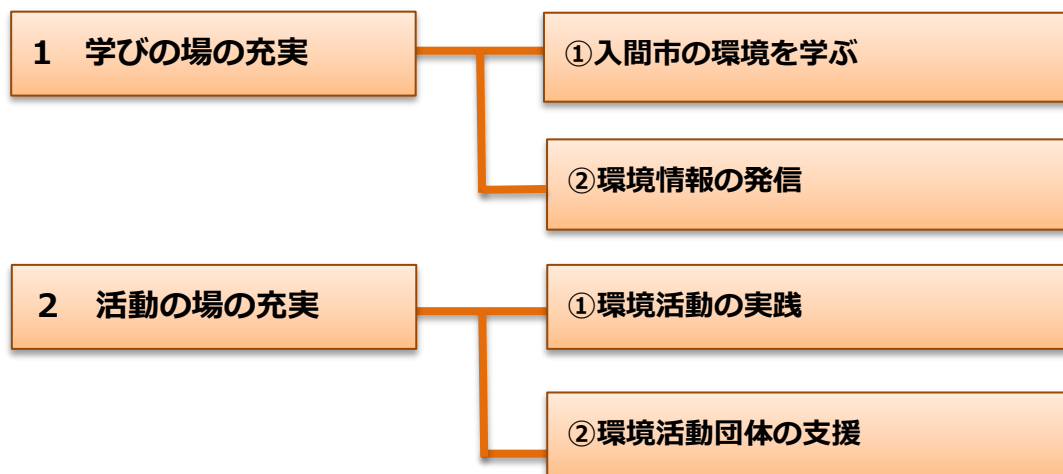 1 学びの場の充実
①入間市の環境を学ぶ
②環境情報の発信
2 活動の場の充実
①環境活動の実践
②環境活動団体の支援